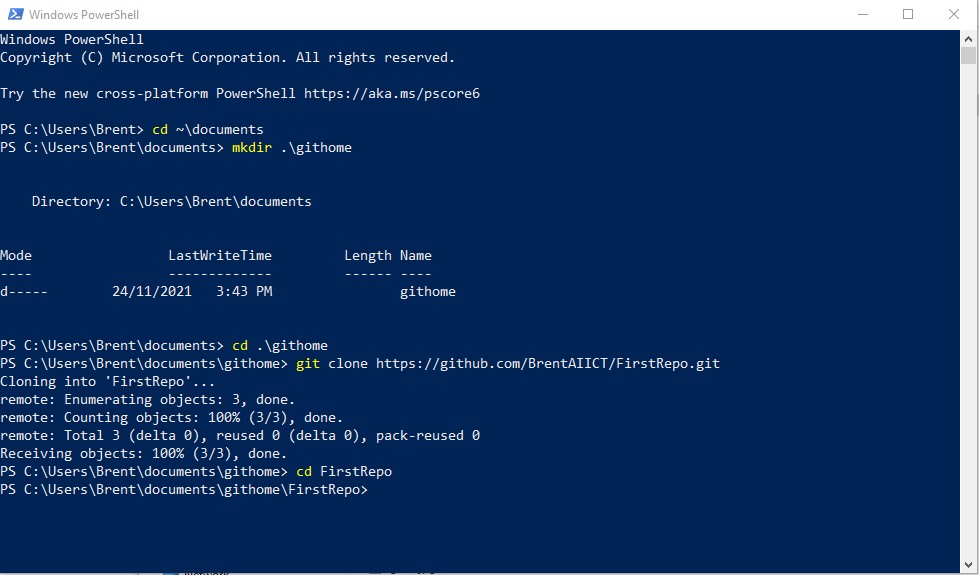 Windows PowerShell
Windows PowerShell
Copyright (C) Microsoft Corporation. All rights reserved.
Try the new cross-platform PowerShell https://aka.ms/pscore6
PS C:\Users\Brent> cd ~\documents
PS C:\Users\Brent\documents> mkdir .\githome
Directory: C:\Users\Brent\documents
Mode LastWriteTime Length Name
---- ------------- ------ ----
d----- 24/11/2021 3:43 PM githome
PS C:\Users\Brent\documents> cd .\githome
PS C:\Users\Brent\documents\githome> git clone https://github.com/BrentAIICT/FirstRepo.git
Cloning into 'FirstRepo'...
remote: Enumerating objects: 3, done.
remote: Counting objects: 100% (3/3), done.
remote: Total 3 (delta 0), reused 0 (delta 0), pack-reused 0
Receiving objects: 100% (3/3), done.
PS C:\Users\Brent\documents\githome> cd FirstRepo
PS C:\Users\Brent\documents\githome\FirstRepo>